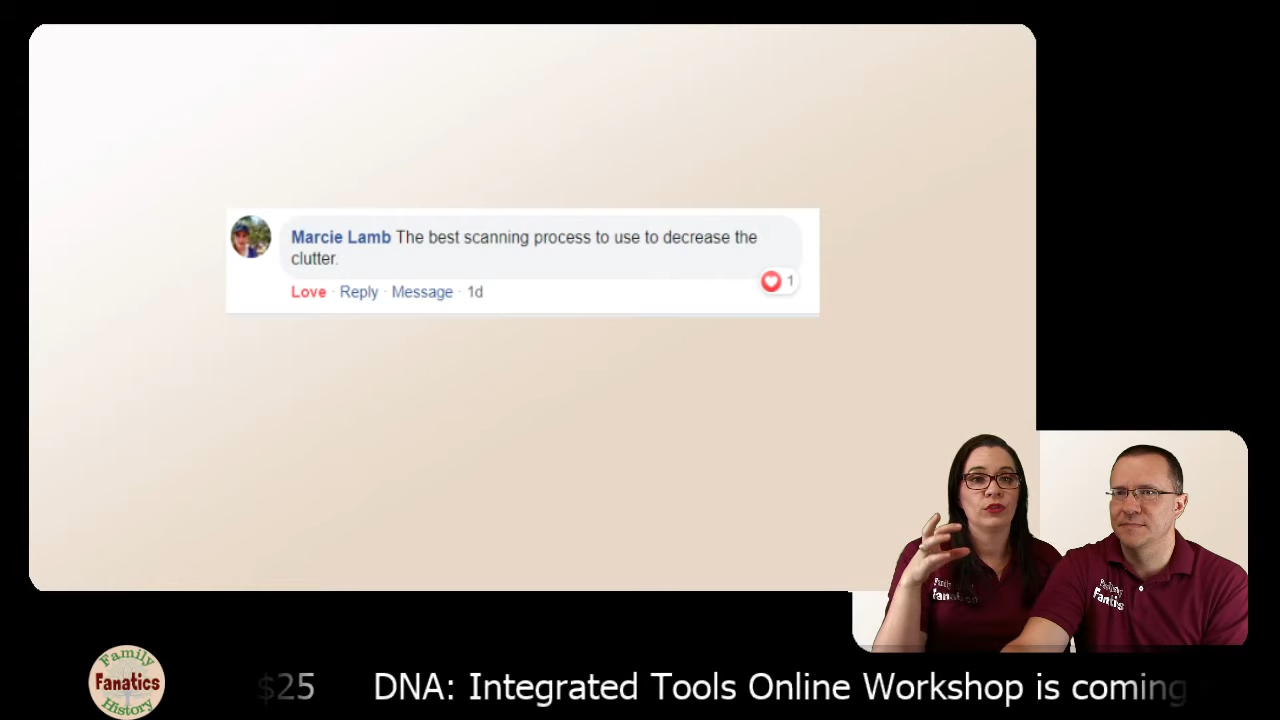 Marcie Lamb The best scanning process to use to decrease the
clutter.
Love · Reply · Message · 1d
1
Fanatics
Family
Fanatics
History
$25 DNA: Integrated Tools Online Workshop is coming